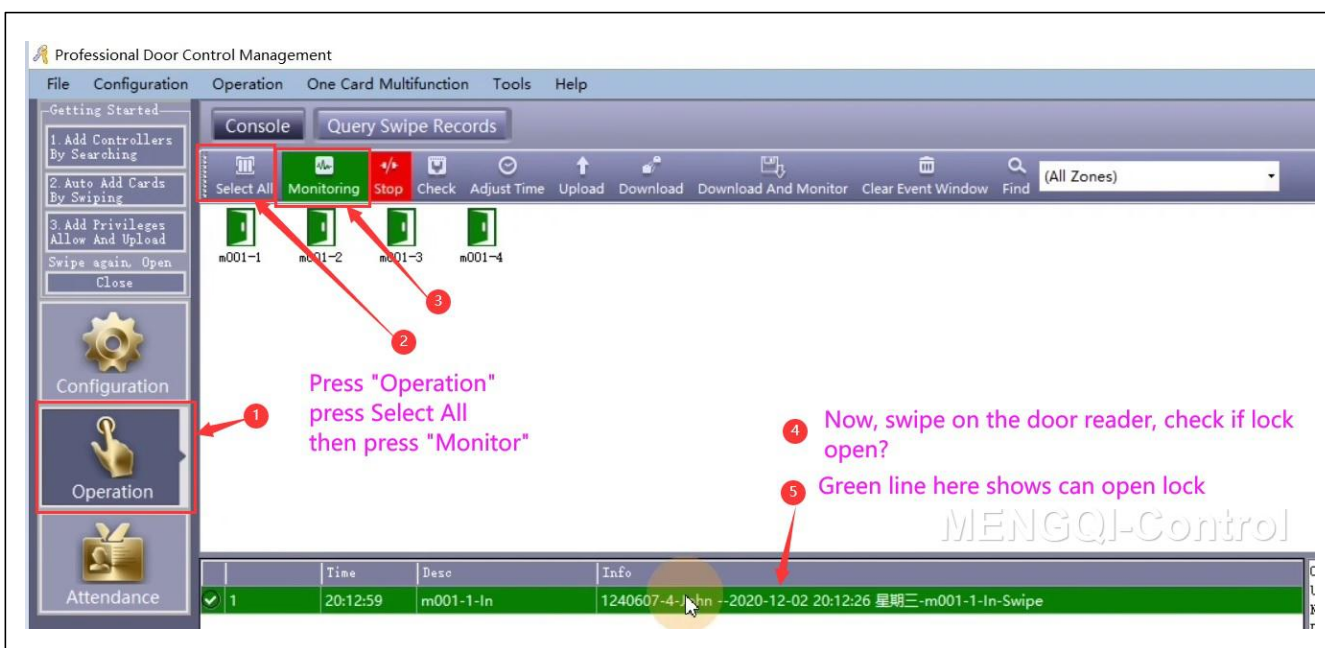 Professional Door Control Management
File Configuration Operation One Card Multifunction Tools Help
Getting Started
1.Add Controllers
By Searching
2.Auto Add Cards
By Swiping
3.Add Privileges
Allow And Upload
Swipe again, Open
Close
Configuration
Operation
Attendance
Console Query Swipe Records
Select All Monitoring Stop Check Adjust Time Upload Download Download And Monitor Clear Event Window Find (All Zones)
m001-1 m001-2 m001-3 m001-4
3
2
Press "Operation"
press Select All
then press "Monitor"
1
4 Now, swipe on the door reader, check if lock
open?
5 Green line here shows can open lock
MENGQI-Control
Time Desc Info
1 20:12:59 m001-1-In 1240607-4-John --2020-12-02 20:12:26 星期三-m001-1-In-Swipe